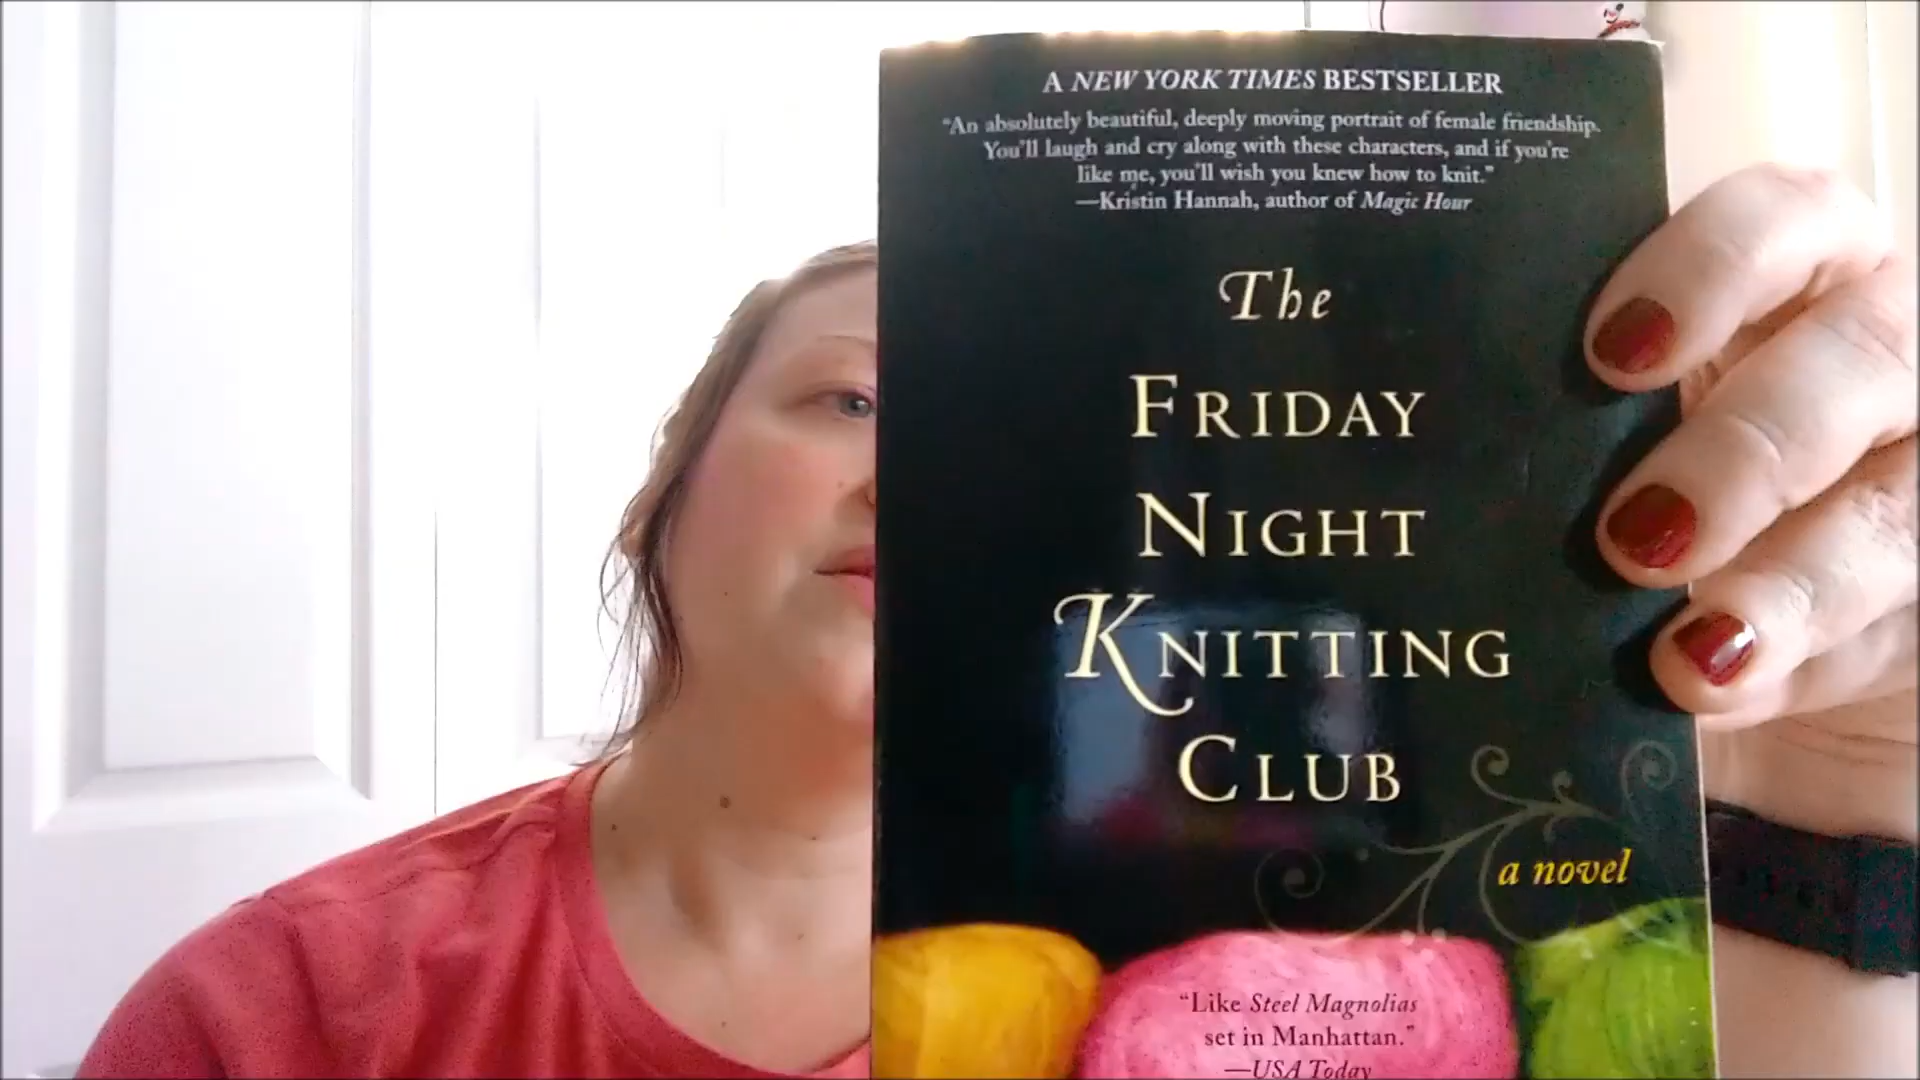 A NEW YORK TIMES BESTSELLER
"An absolutely beautiful, deeply moving portrait of female friendship.
You'll laugh and cry along with these characters, and if you're
like me, you'll wish you knew how to knit."
—Kristin Hannah, author of Magic Hour
The
FRIDAY
NIGHT
KNITTING
CLUB
a novel
"Like Steel Magnolias
set in Manhattan."
—USA Today